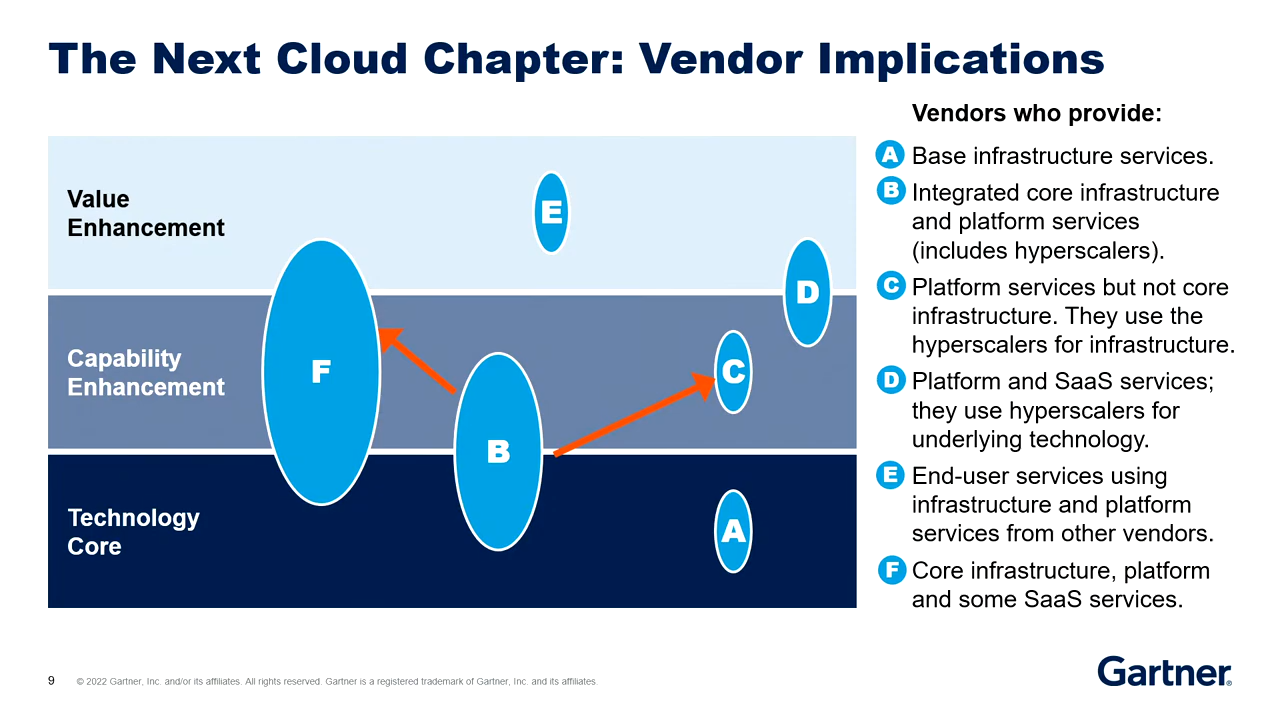 The Next Cloud Chapter: Vendor Implications
Value
Enhancement
Capability
Enhancement
Technology
Core
E
D
F
C
B
A
Vendors who provide:
A Base infrastructure services.
B Integrated core infrastructure
and platform services
(includes hyperscalers).
C Platform services but not core
infrastructure. They use the
hyperscalers for infrastructure.
D Platform and SaaS services;
they use hyperscalers for
underlying technology.
E End-user services using
infrastructure and platform
services from other vendors.
F Core infrastructure, platform
and some SaaS services.
9 © 2022 Gartner, Inc. and/or its affiliates. All rights reserved. Gartner is a registered trademark of Gartner, Inc. and its affiliates.
Gartner®